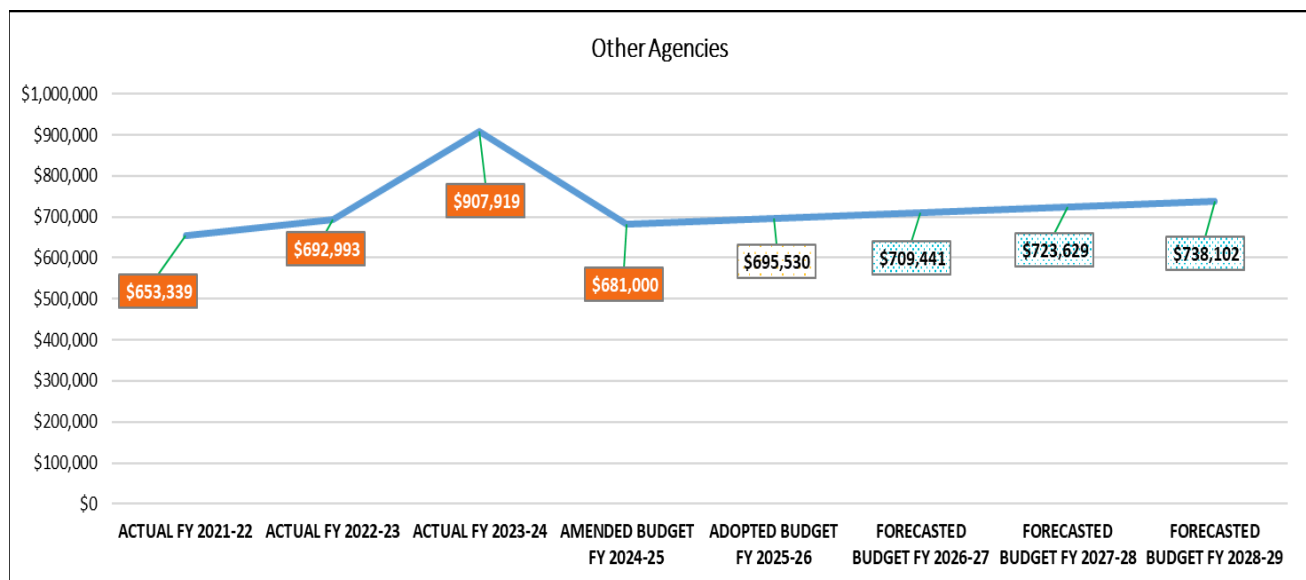 Other Agencies
$1,000,000
$900,000
$800,000
$700,000
$600,000
$500,000
$400,000
$300,000
$200,000
$100,000
$0
$653,339
$692,993
$907,919
$681,000
$695,530
$709,441
$723,629
$738,102
ACTUAL FY 2021-22
ACTUAL FY 2022-23
ACTUAL FY 2023-24
AMENDED BUDGET
FY 2024-25
ADOPTED BUDGET
FY 2025-26
FORECASTED
BUDGET FY 2026-27
FORECASTED
BUDGET FY 2027-28
FORECASTED
BUDGET FY 2028-29